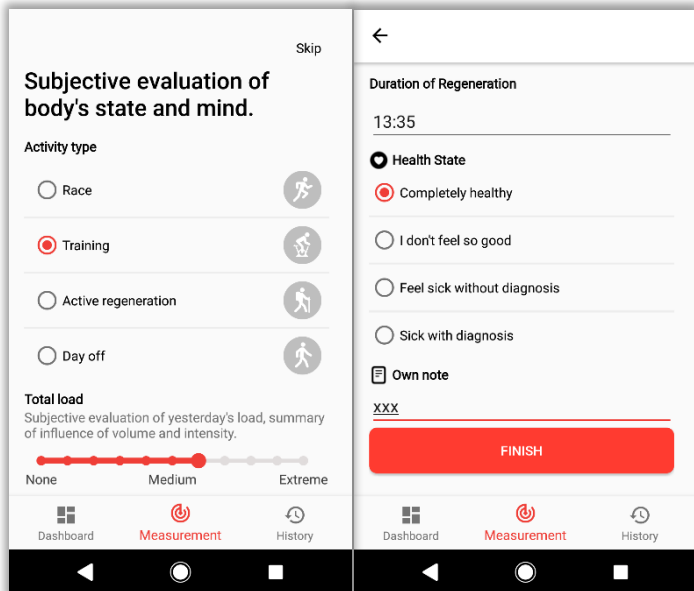 Skip
Subjective evaluation of
body's state and mind.
Activity type
Race
Training
Active regeneration
Day off
Total load
Subjective evaluation of yesterday's load, summary
of influence of volume and intensity.
None Medium Extreme
Dashboard Measurement History
Duration of Regeneration
13:35
Health State
Completely healthy
I don't feel so good
Feel sick without diagnosis
Sick with diagnosis
Own note
xxx
FINISH
Dashboard Measurement History